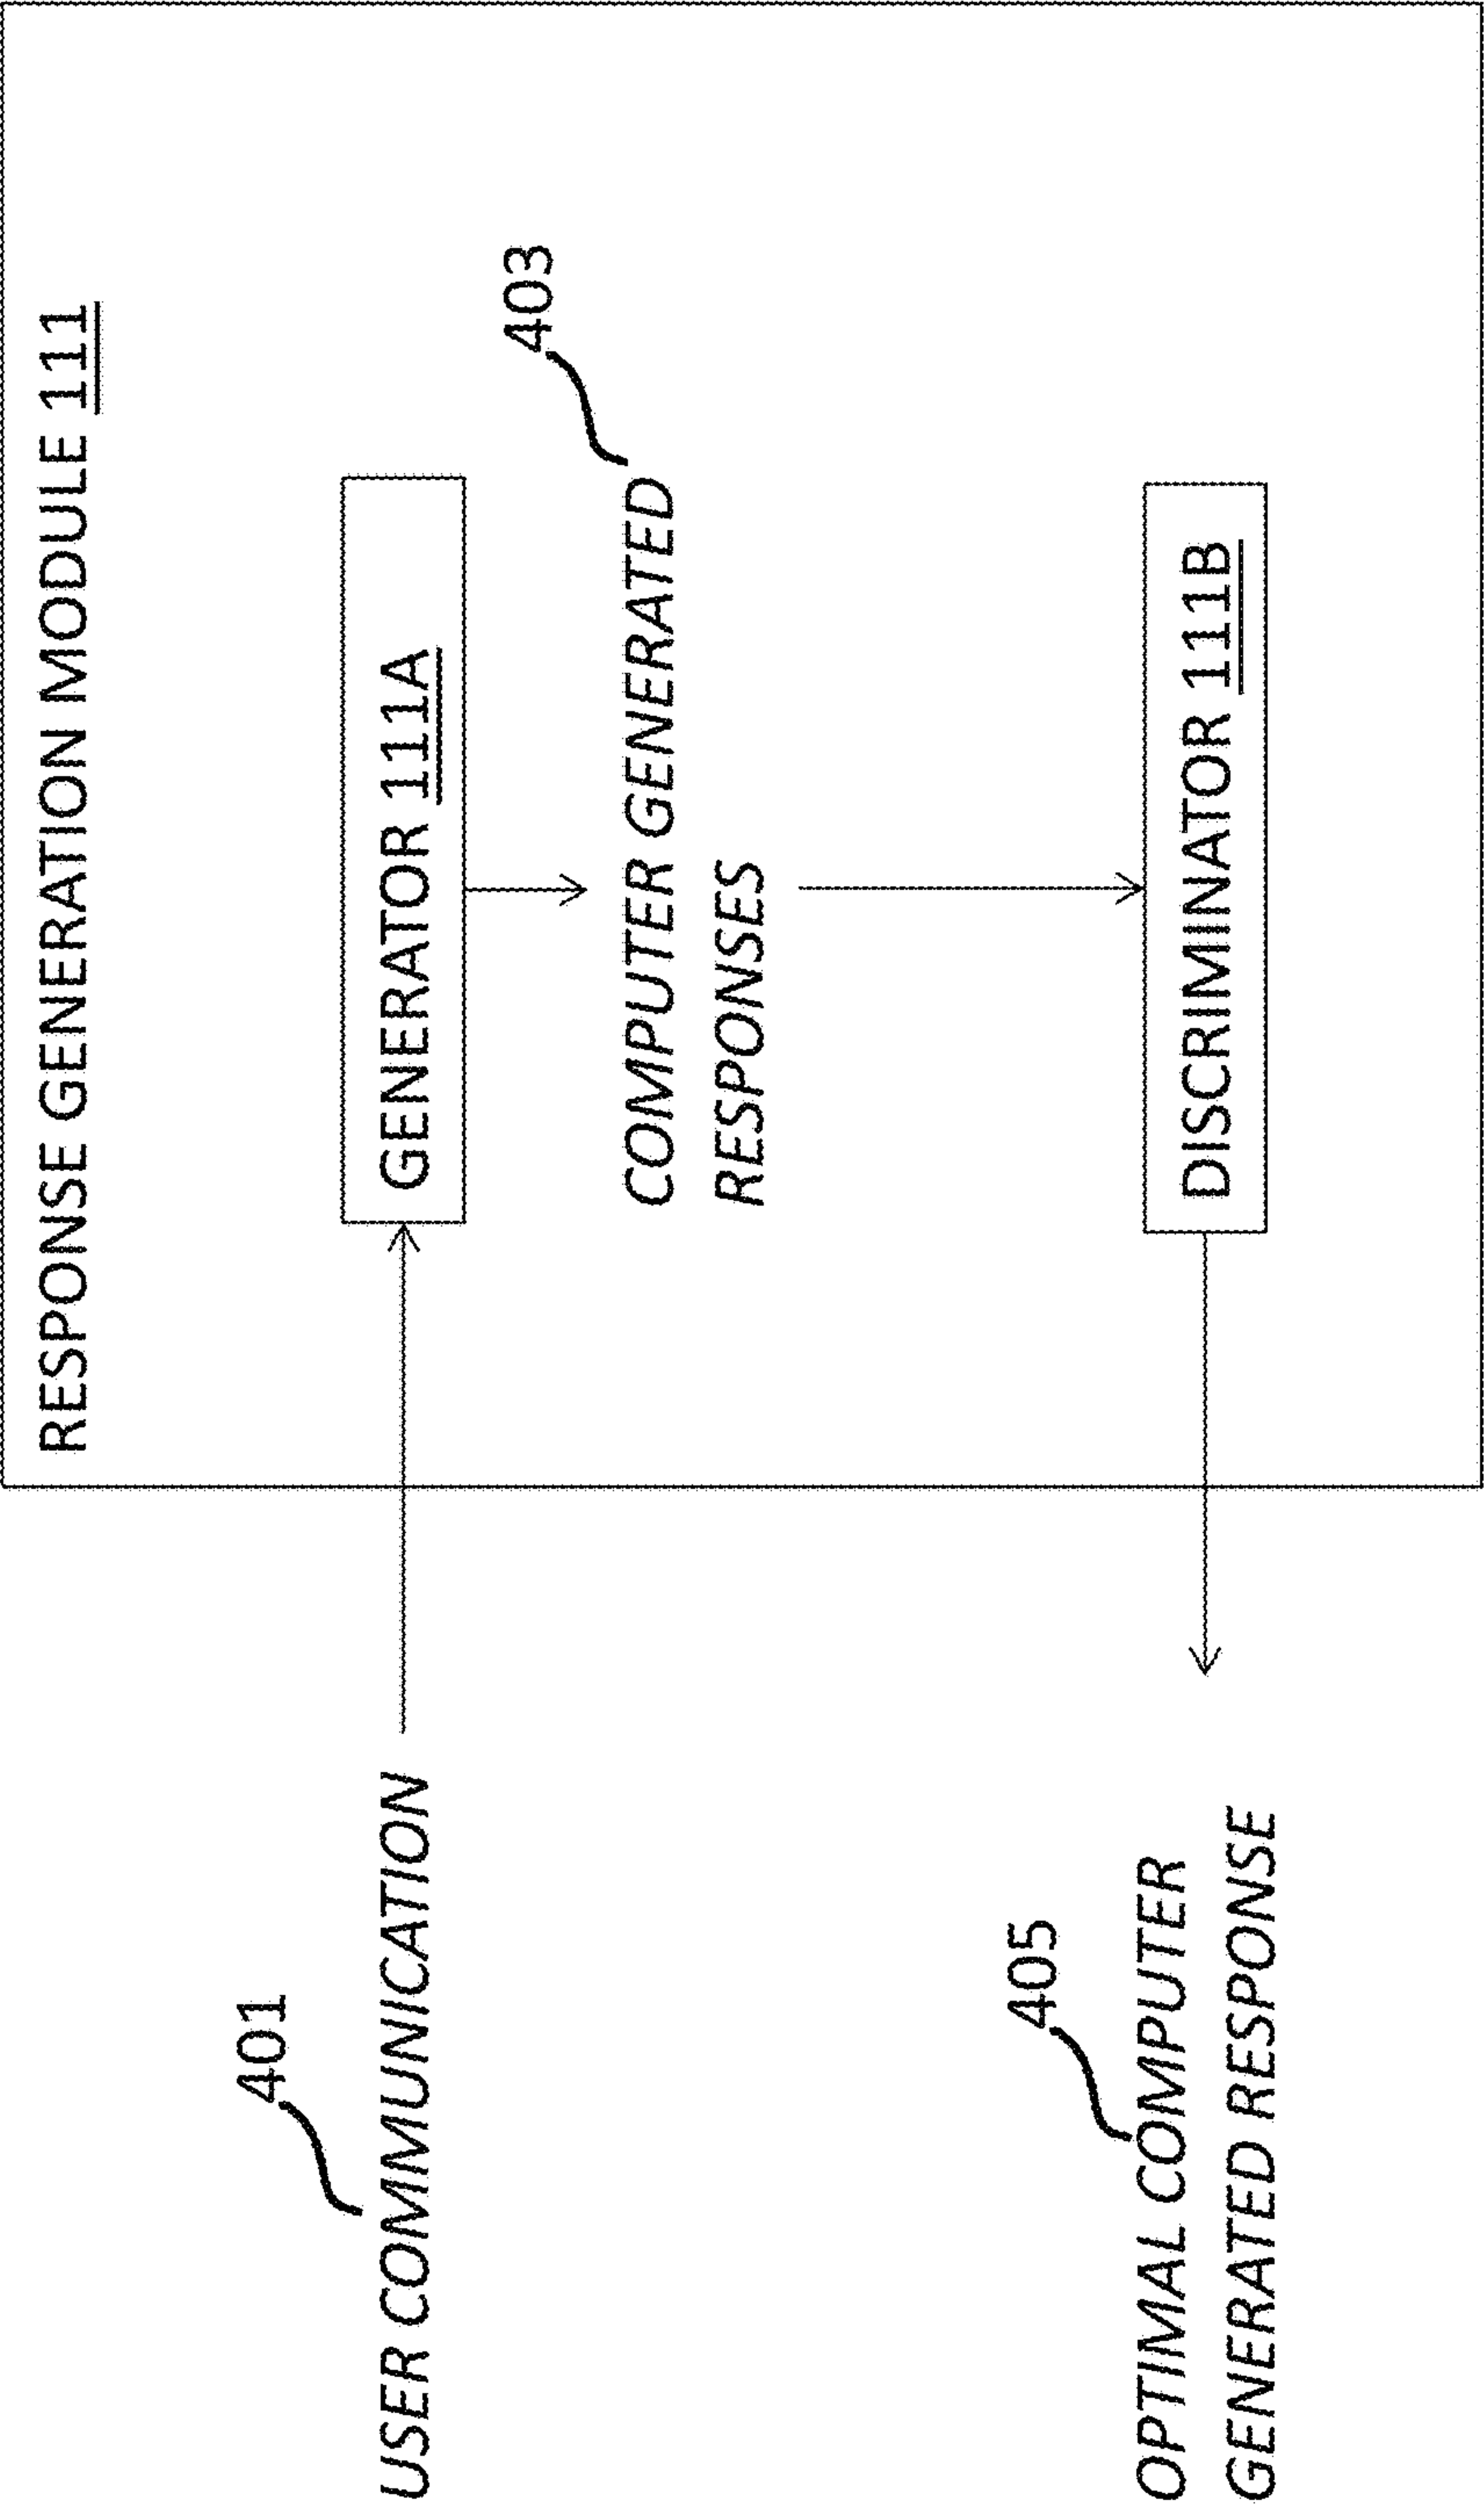 RESPONSE GENERATION MODULE 111
401
USER COMMUNICATION
GENERATOR 111A
403
COMPUTER GENERATED
RESPONSES
405
OPTIMAL COMPUTER
GENERATED RESPONSE
DISCRIMINATOR 111B